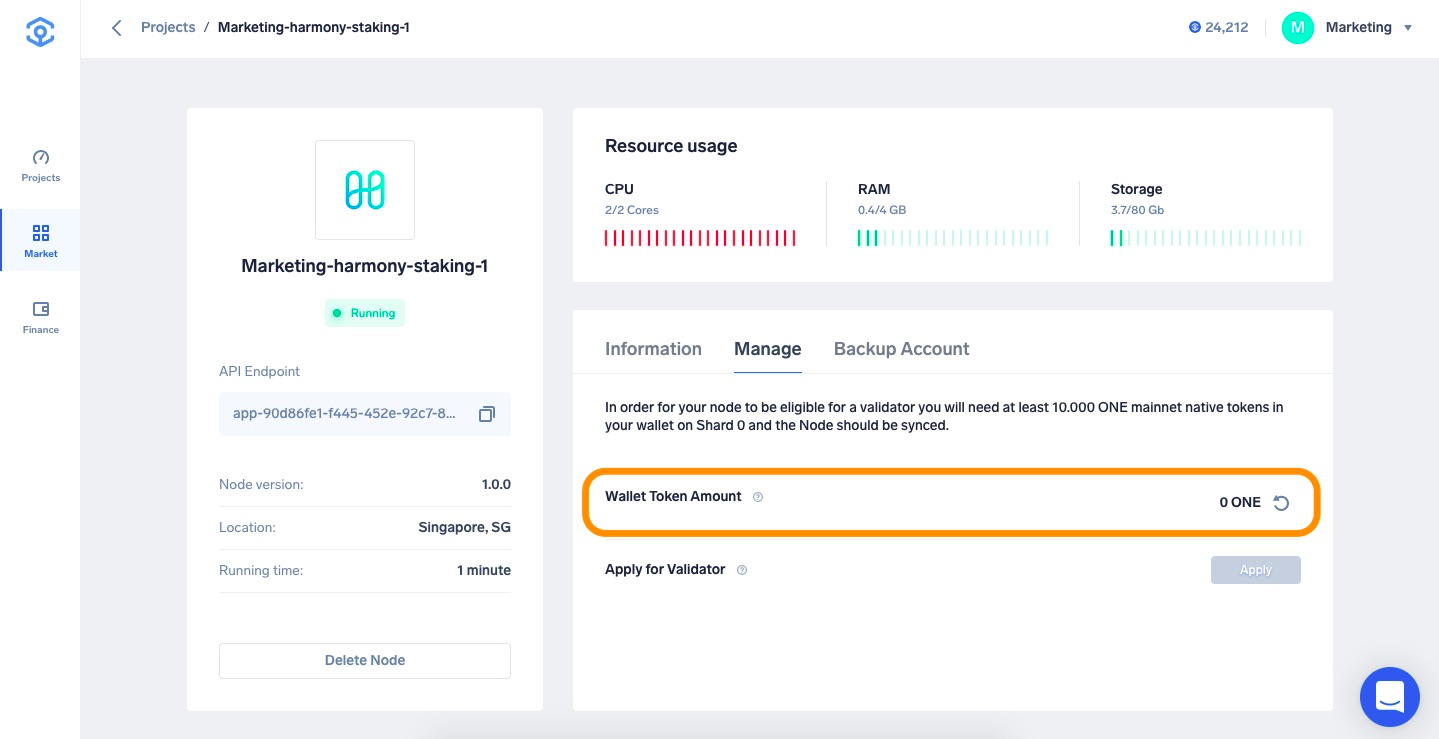 Projects / Marketing-harmony-staking-1
24,212
M
Marketing
Projects
Market
Finance
Marketing-harmony-staking-1
Running
API Endpoint
app-90d86fe1-f445-452e-92c7-8...
Node version: 1.0.0
Location: Singapore, SG
Running time: 1 minute
Delete Node
Resource usage
CPU
2/2 Cores
RAM
0.4/4 GB
Storage
3.7/80 Gb
Information Manage Backup Account
In order for your node to be eligible for a validator you will need at least 10.000 ONE mainnet native tokens in
your wallet on Shard 0 and the Node should be synced.
Wallet Token Amount ? 0 ONE
Apply for Validator ? Apply